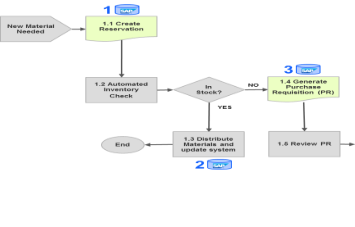 1 SAP
New Material
Needed
1.1 Create
Reservation
3 SAP
1.2 Automated
Inventory
Check
In
Stock?
NO
1.4 Generate
Purchase
Requisition (PR)
YES
End
1.3 Distribute
Materials and
update system
1.5 Review PR
2 SAP